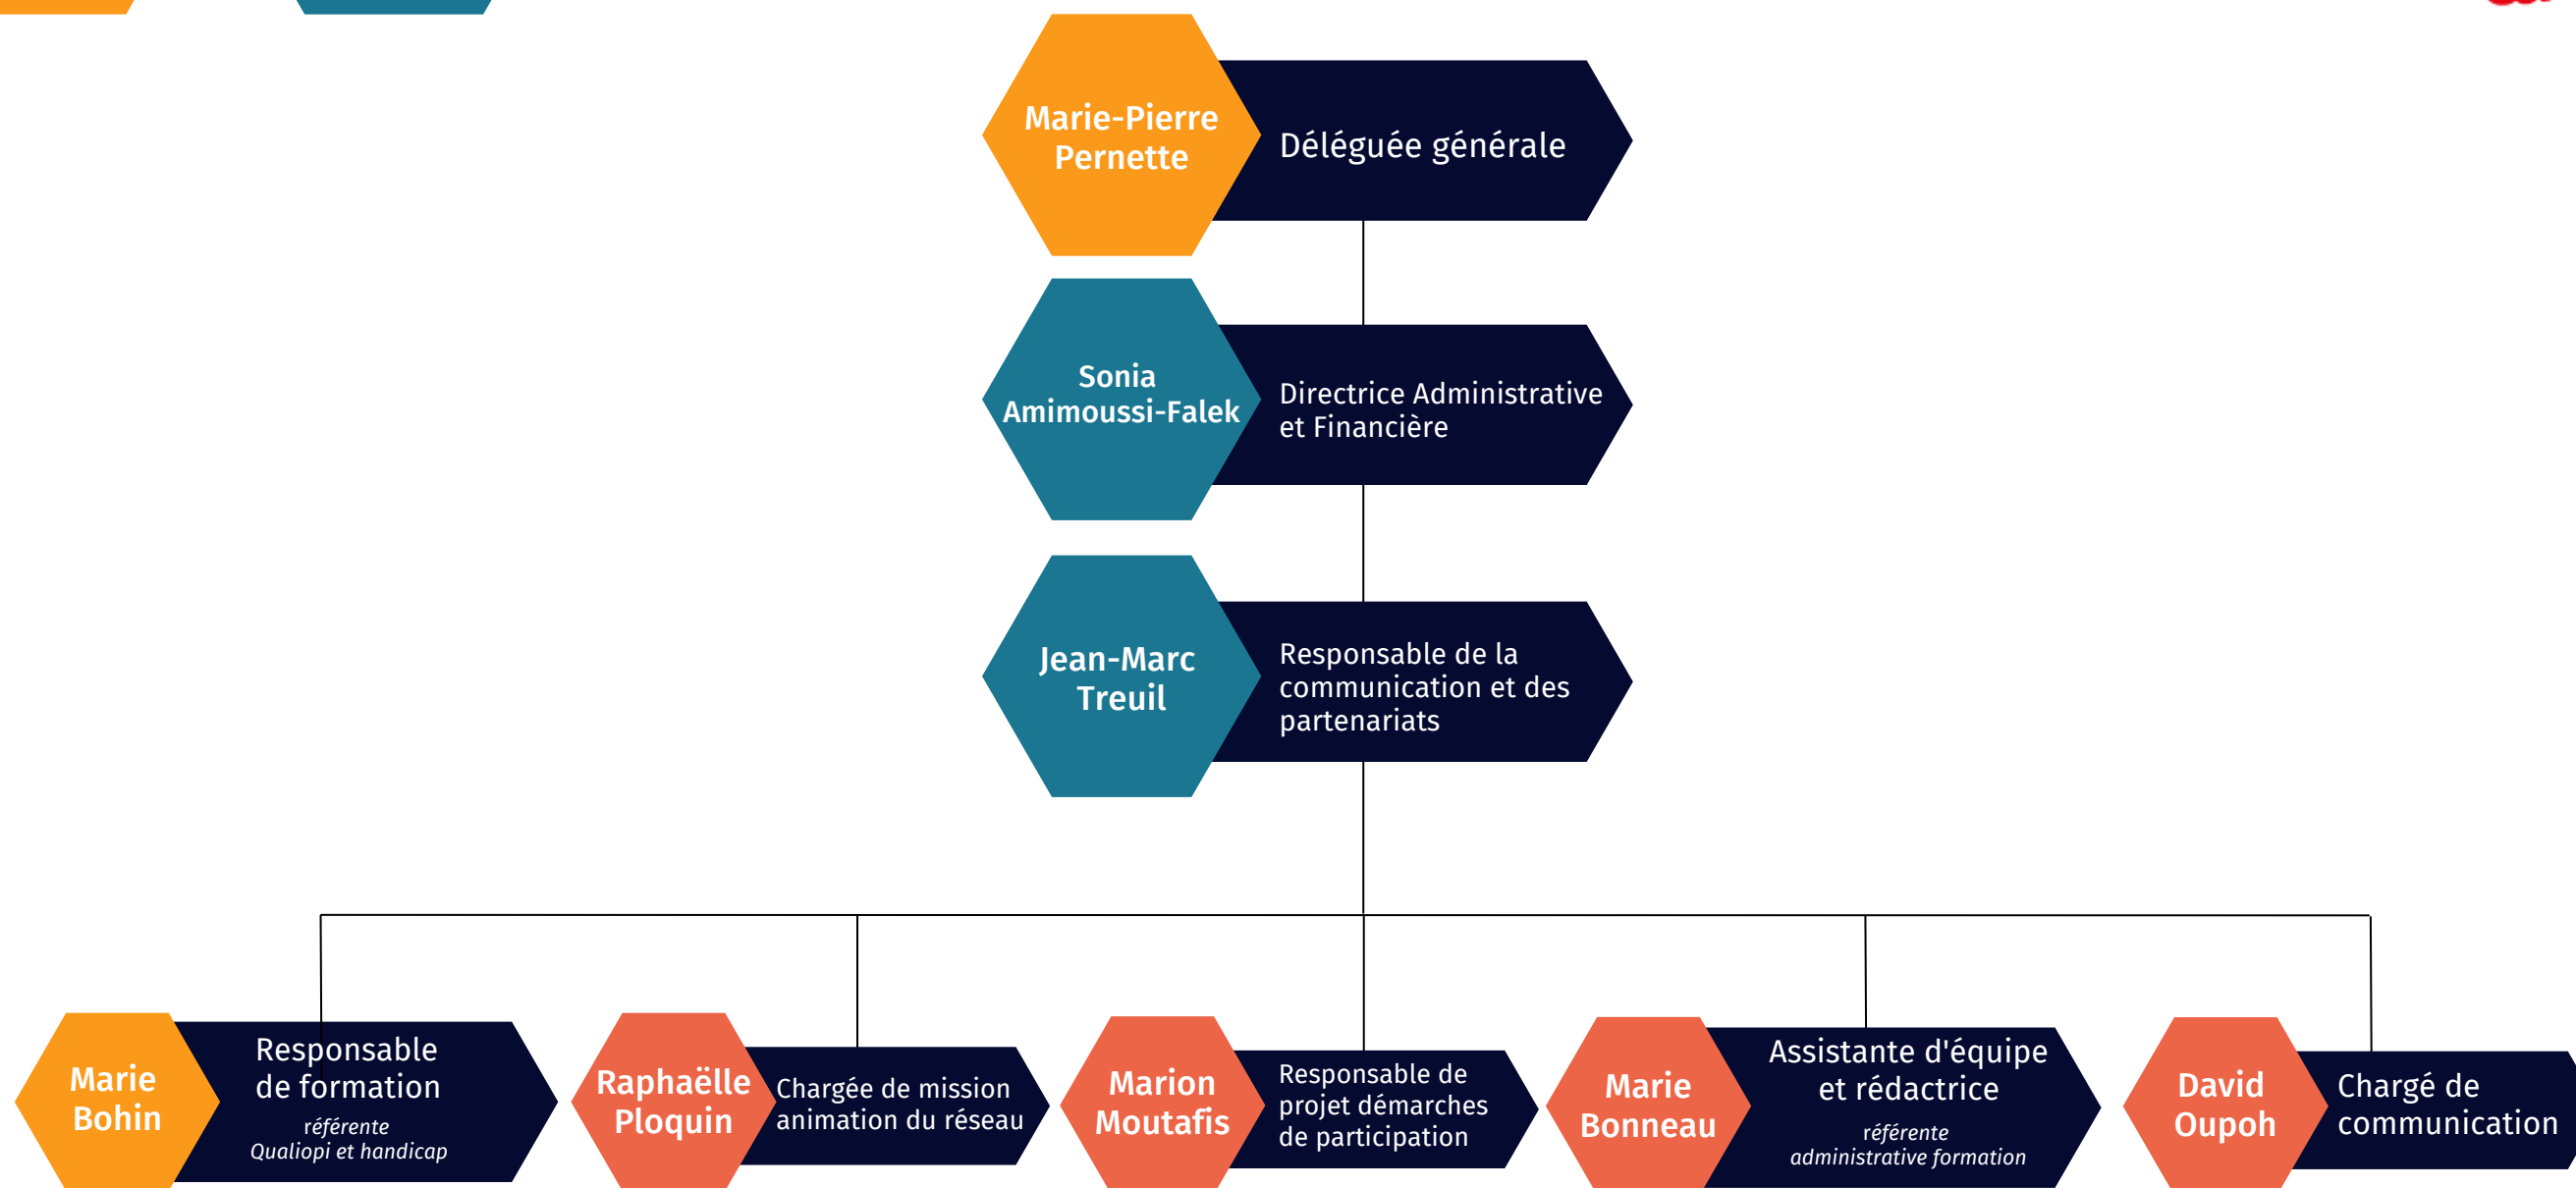 Marie-Pierre
Pernette
Déléguée générale
Sonia
Amimoussi-Falek
Directrice Administrative
et Financière
Jean-Marc
Treuil
Responsable de la
communication et des
partenariats
Marie
Bohin
Responsable
de formation
référente
Qualiopi et handicap
Raphaëlle
Ploquin
Chargée de mission
animation du réseau
Marion
Moutafis
Responsable de
projet démarches
de participation
Marie
Bonneau
Assistante d'équipe
et rédactrice
référente
administrative formation
David
Oupoh
Chargé de
communication